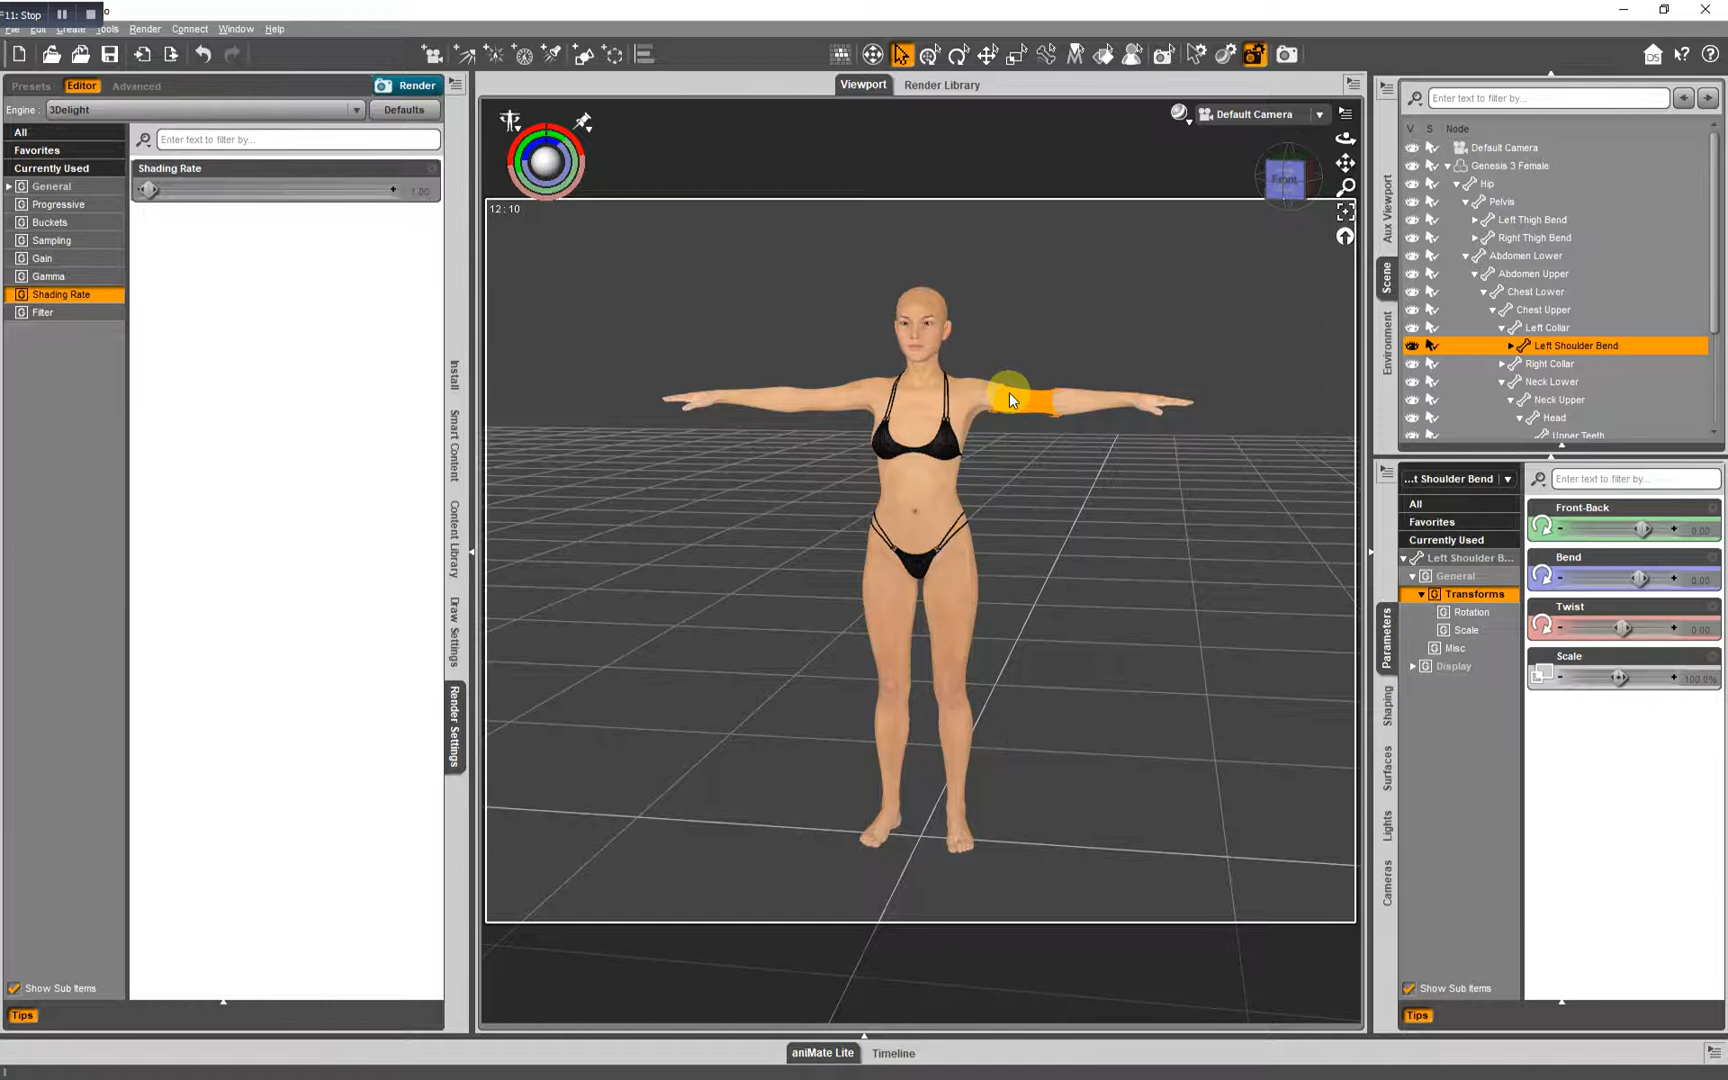 F11: Stop
File Edit Create Tools Render Connect Window Help
Viewport Render Library
Presets Editor Advanced Render
Engine : 3Delight Defaults
All
Favorites
Currently Used
General
Progressive
Buckets
Sampling
Gain
Gamma
Shading Rate
Filter
Enter text to filter by...
Shading Rate
1.00
Show Sub Items
Tips
Install
Smart Content
Content Library
Draw Settings
Render Settings
Default Camera
Front
12 : 10
aniMate Lite Timeline
Aux Viewport
Scene
Environment
Enter text to filter by...
V S Node
Default Camera
Genesis 3 Female
Hip
Pelvis
Left Thigh Bend
Right Thigh Bend
Abdomen Lower
Abdomen Upper
Chest Lower
Chest Upper
Left Collar
Left Shoulder Bend
Right Collar
Neck Lower
Neck Upper
Head
Upper Teeth
Parameters
Shaping
Surfaces
Lights
Cameras
...t Shoulder Bend
Enter text to filter by...
All
Favorites
Currently Used
Left Shoulder B...
General
Transforms
Rotation
Scale
Misc
Display
Front-Back
0.00
Bend
0.00
Twist
0.00
Scale
100.0%
Show Sub Items
Tips